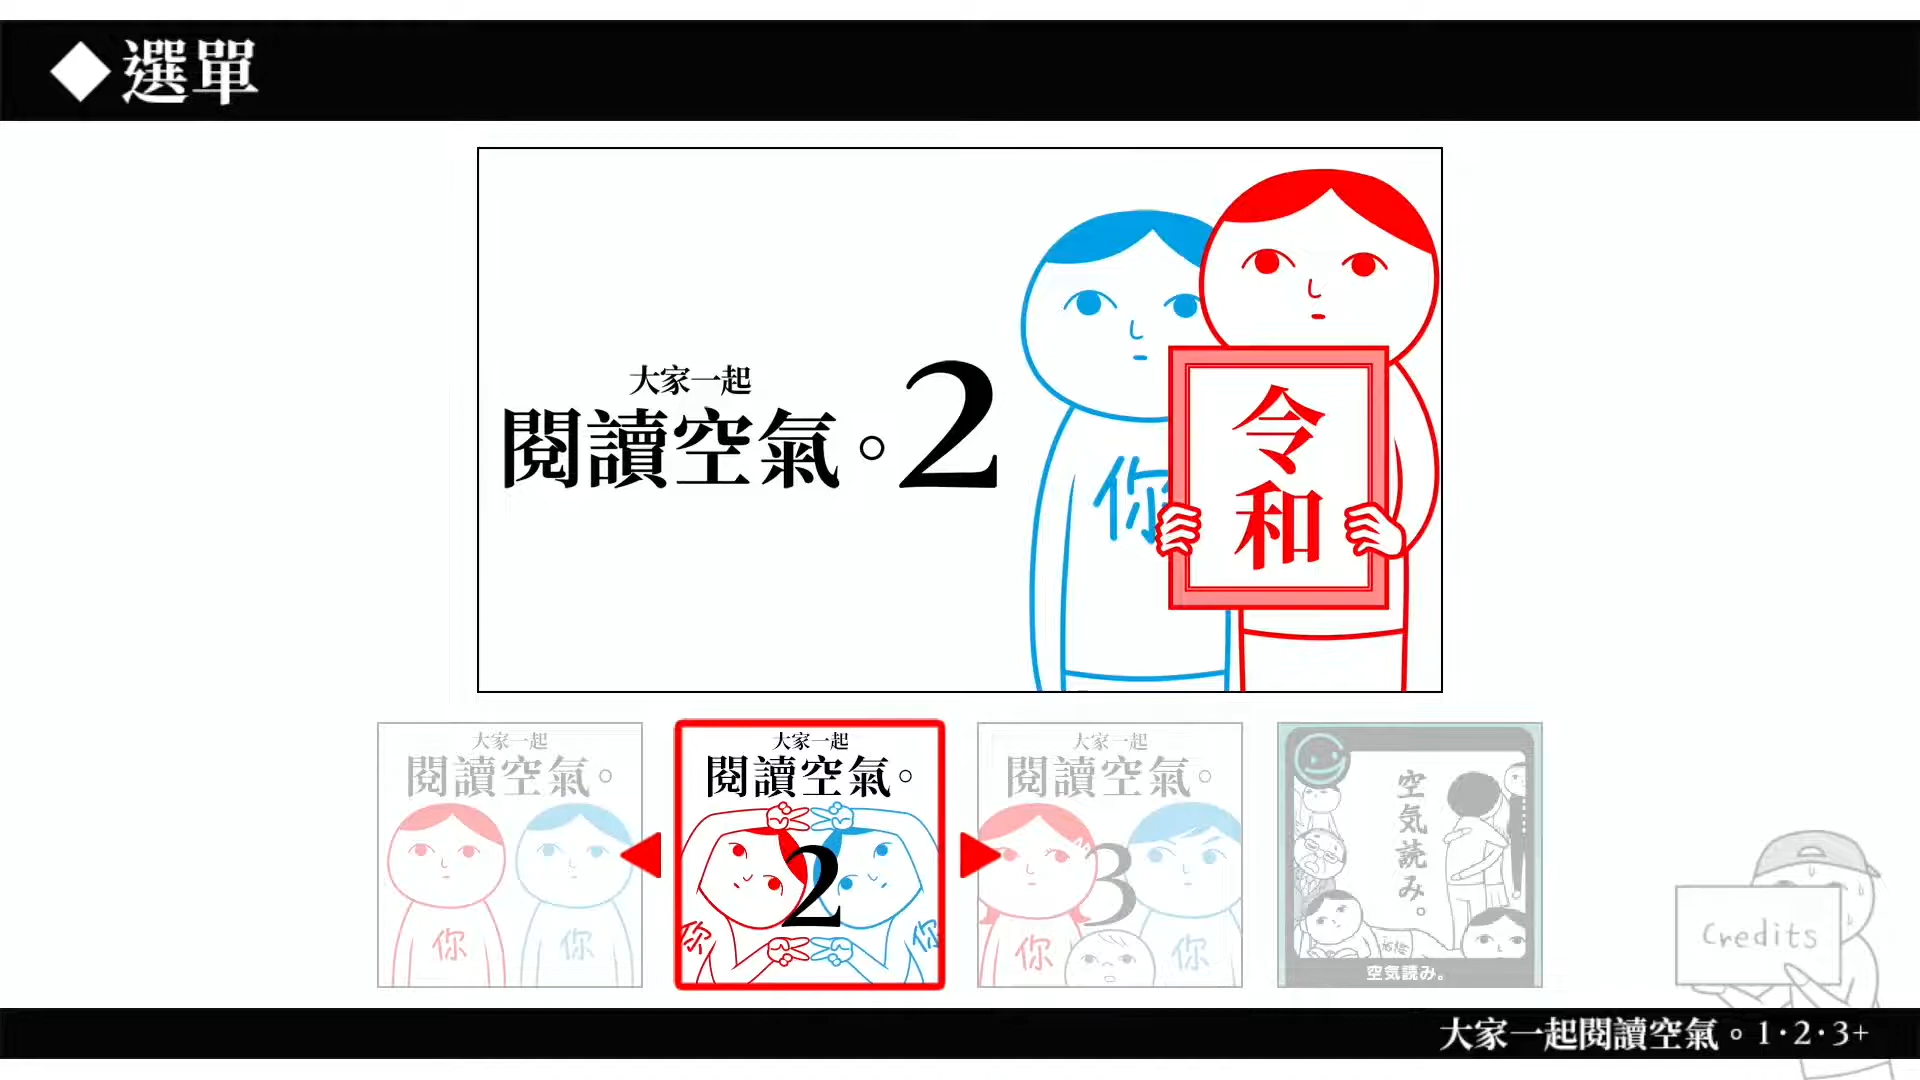 選單
大家一起
閱讀空氣。2
你
令和
大家一起
閱讀空氣。
你
你
大家一起
閱讀空氣。
2
你
你
大家一起
閱讀空氣。
3
你
你
空気読み。
空気読み。
Credits
大家一起閱讀空氣。1·2·3+